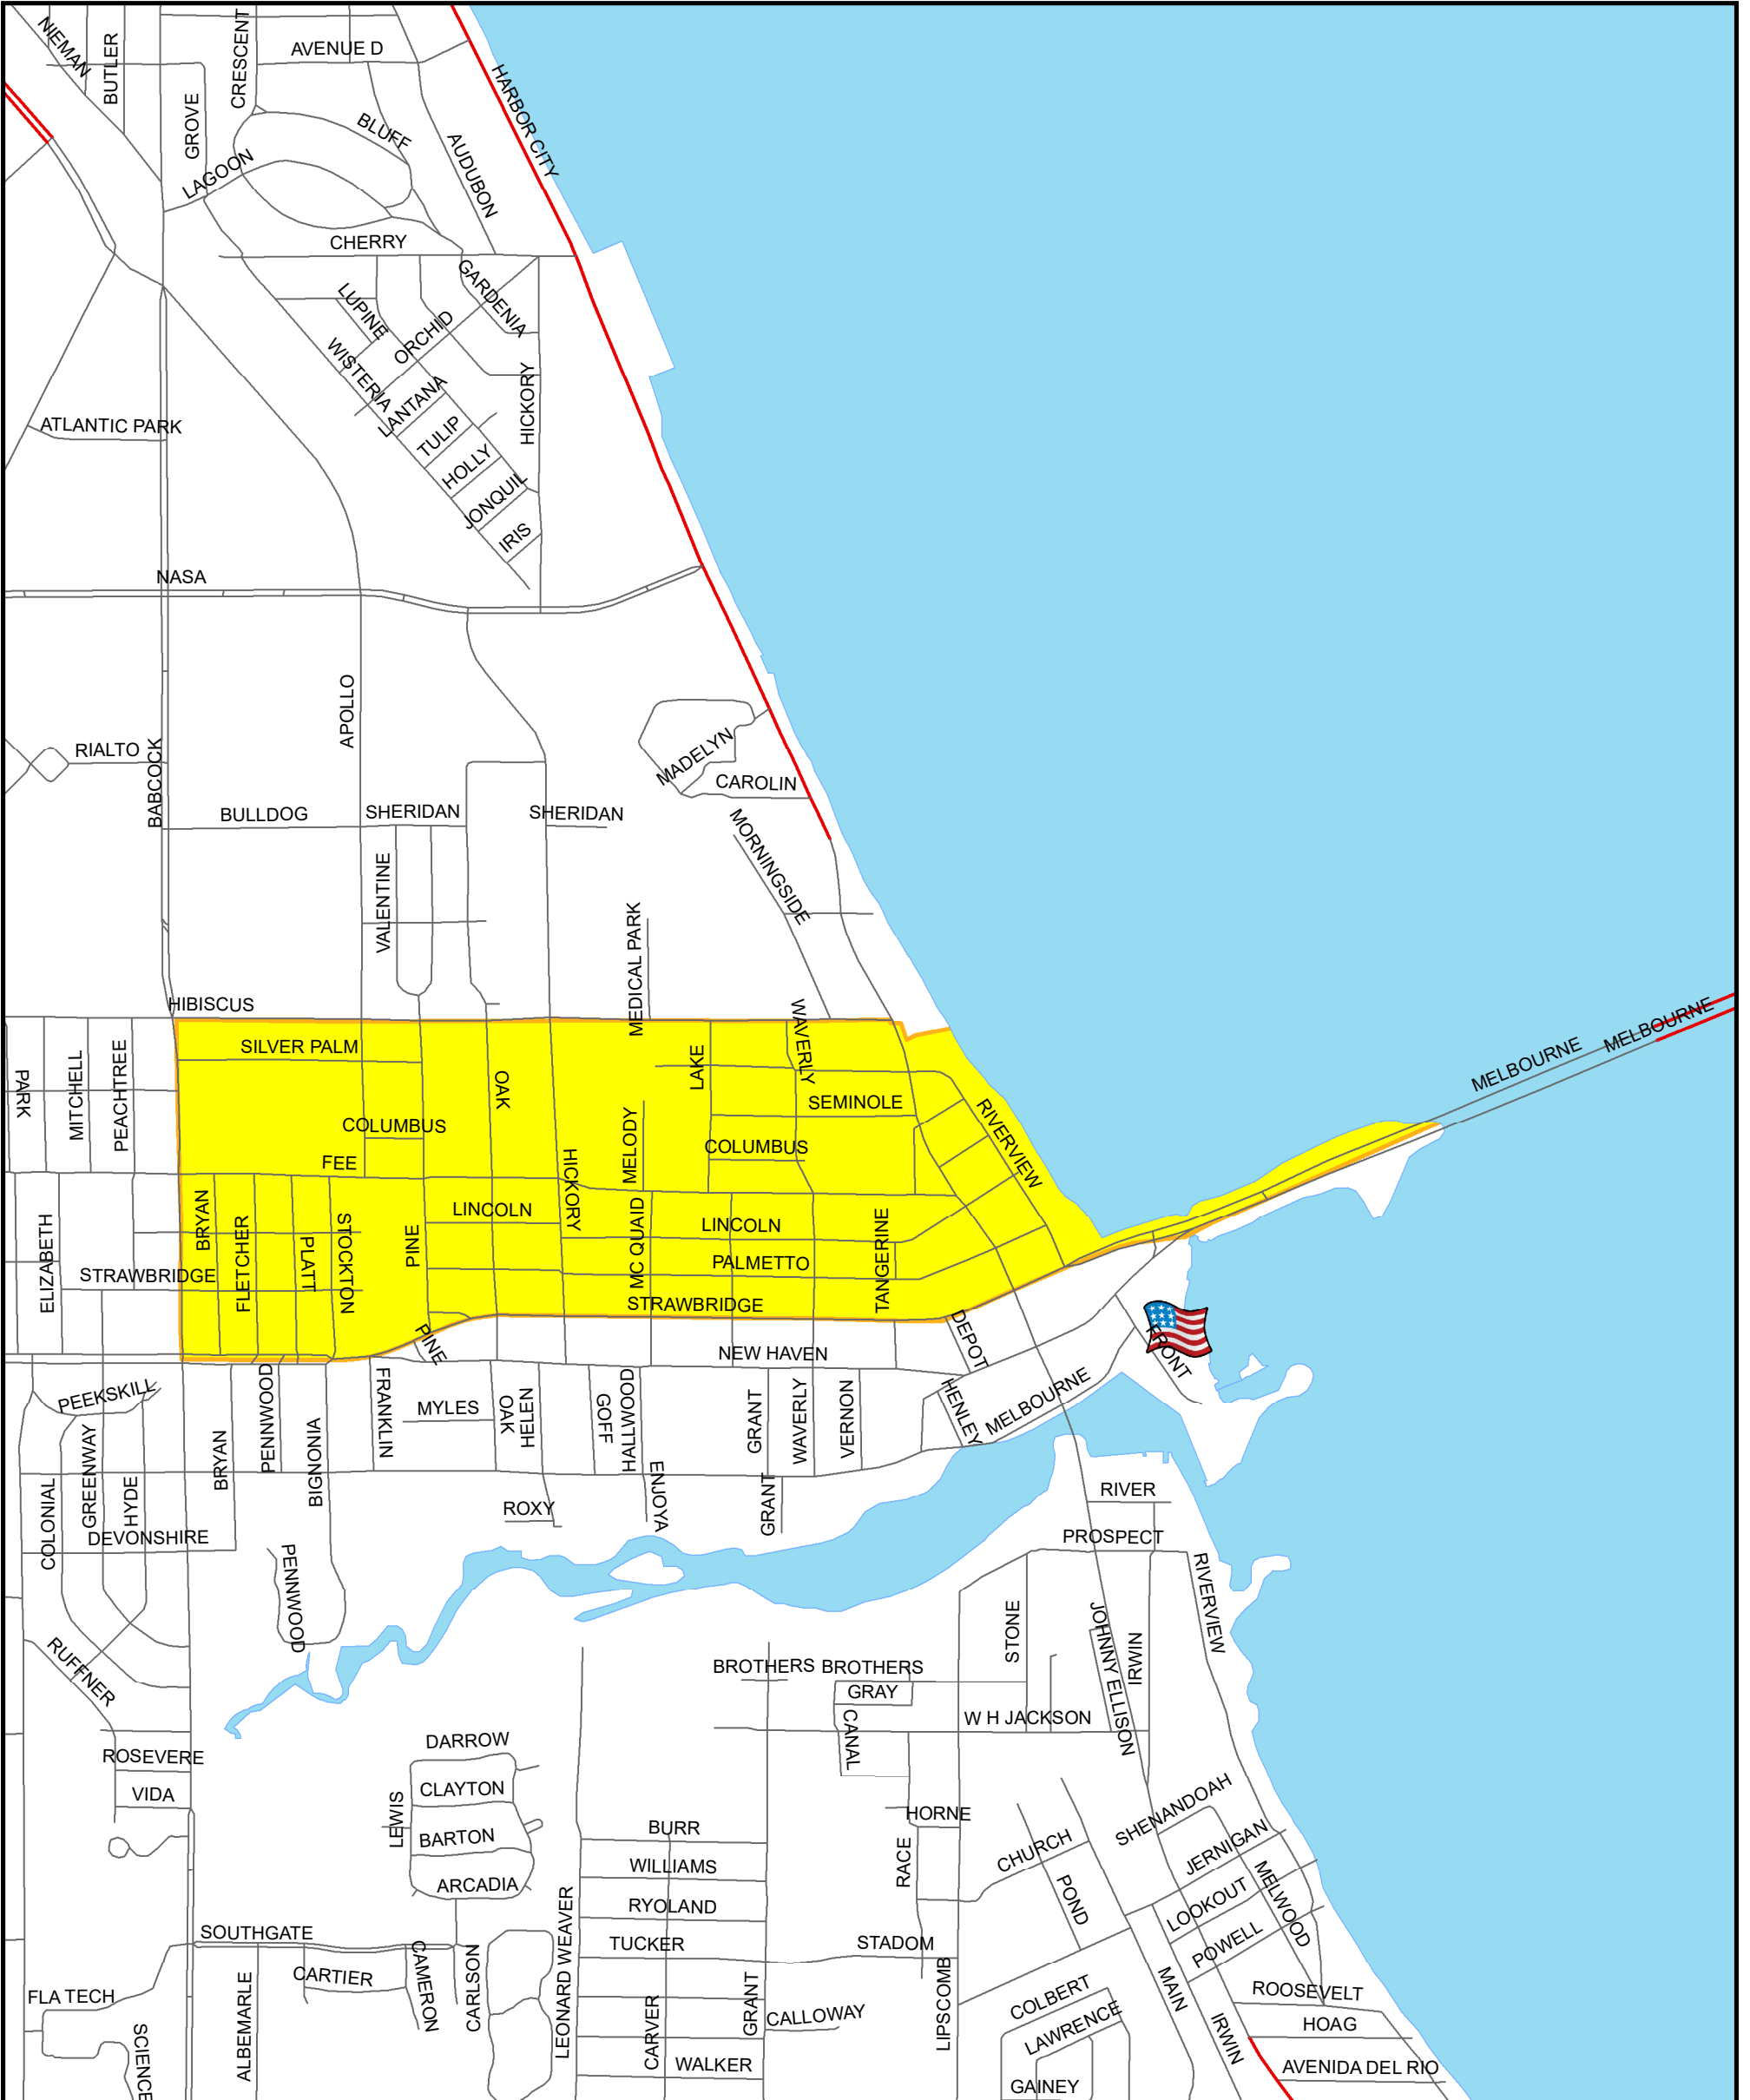 NIEMAN
BUTLER
CRESCENT
AVENUE D
HARBOR CITY
GROVE
BLUFF
LAGOON
AUDUBON
CHERRY
GARDENIA
LUPINE
ORCHID
WISTERIA
LANTANA
HICKORY
ATLANTIC PARK
TULIP
HOLLY
JONQUIL
IRIS
NASA
APOLLO
RIALTO
BABCOCK
MADELYN
CAROLIN
BULLDOG
SHERIDAN
SHERIDAN
MORNINGSIDE
VALENTINE
MEDICAL PARK
HIBISCUS
WAVERLY
MELBOURNE
MELBOURNE
SILVER PALM
PARK
MITCHELL
PEACHTREE
OAK
LAKE
SEMINOLE
RIVERVIEW
COLUMBUS
MELODY
COLUMBUS
FEE
HICKORY
LINCOLN
LINCOLN
ELIZABETH
BRYAN
FLETCHER
PLATT
STOCKTON
PINE
MC QUAID
PALMETTO
TANGERINE
STRAWBRIDGE
STRAWBRIDGE
DEPOT
FRONT
PINE
NEW HAVEN
PEEKSKILL
PENNWOOD
FRANKLIN
MYLES
OAK
HELEN
GOFF
HALLWOOD
GRANT
WAVERLY
VERNON
HENLEY
MELBOURNE
GREENWAY
BRYAN
BIGNONIA
COLONIAL
HYDE
ENJOYA
GRANT
RIVER
ROXY
DEVONSHIRE
PROSPECT
PENNWOOD
RIVERVIEW
STONE
JOHNNY ELLISON
IRWIN
RUFFNER
BROTHERS
BROTHERS
GRAY
CANAL
W H JACKSON
ROSEVERE
DARROW
VIDA
CLAYTON
LEWIS
BARTON
BURR
HORNE
SHENANDOAH
RACE
CHURCH
JERNIGAN
WILLIAMS
ARCADIA
POND
LOOKOUT
MELWOOD
RYOLAND
SOUTHGATE
LEONARD WEAVER
TUCKER
STADOM
POWELL
CARTIER
CAMERON
CARLSON
FLA TECH
ALBEMARLE
GRANT
CALLOWAY
LIPSCOMB
COLBERT
MAIN
ROOSEVELT
LAWRENCE
IRWIN
HOAG
SCIENCE
CARVER
WALKER
GAINEY
AVENIDA DEL RIO